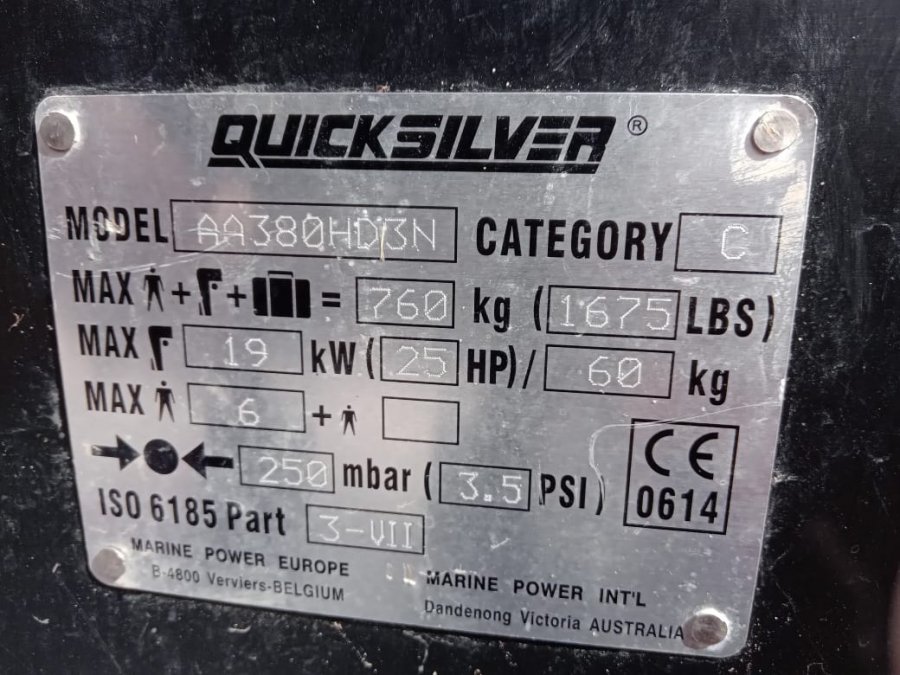 QUICKSILVER ®
MODEL AA380HD3N CATEGORY C
MAX + + = 760 kg (1675 LBS)
MAX 19 kW (25 HP)/ 60 kg
MAX 6 +
250 mbar (3.5 PSI)
CE
0614
ISO 6185 Part 3-VII
MARINE POWER EUROPE
B-4800 Verviers-BELGIUM
MARINE POWER INT'L
Dandenong Victoria AUSTRALIA